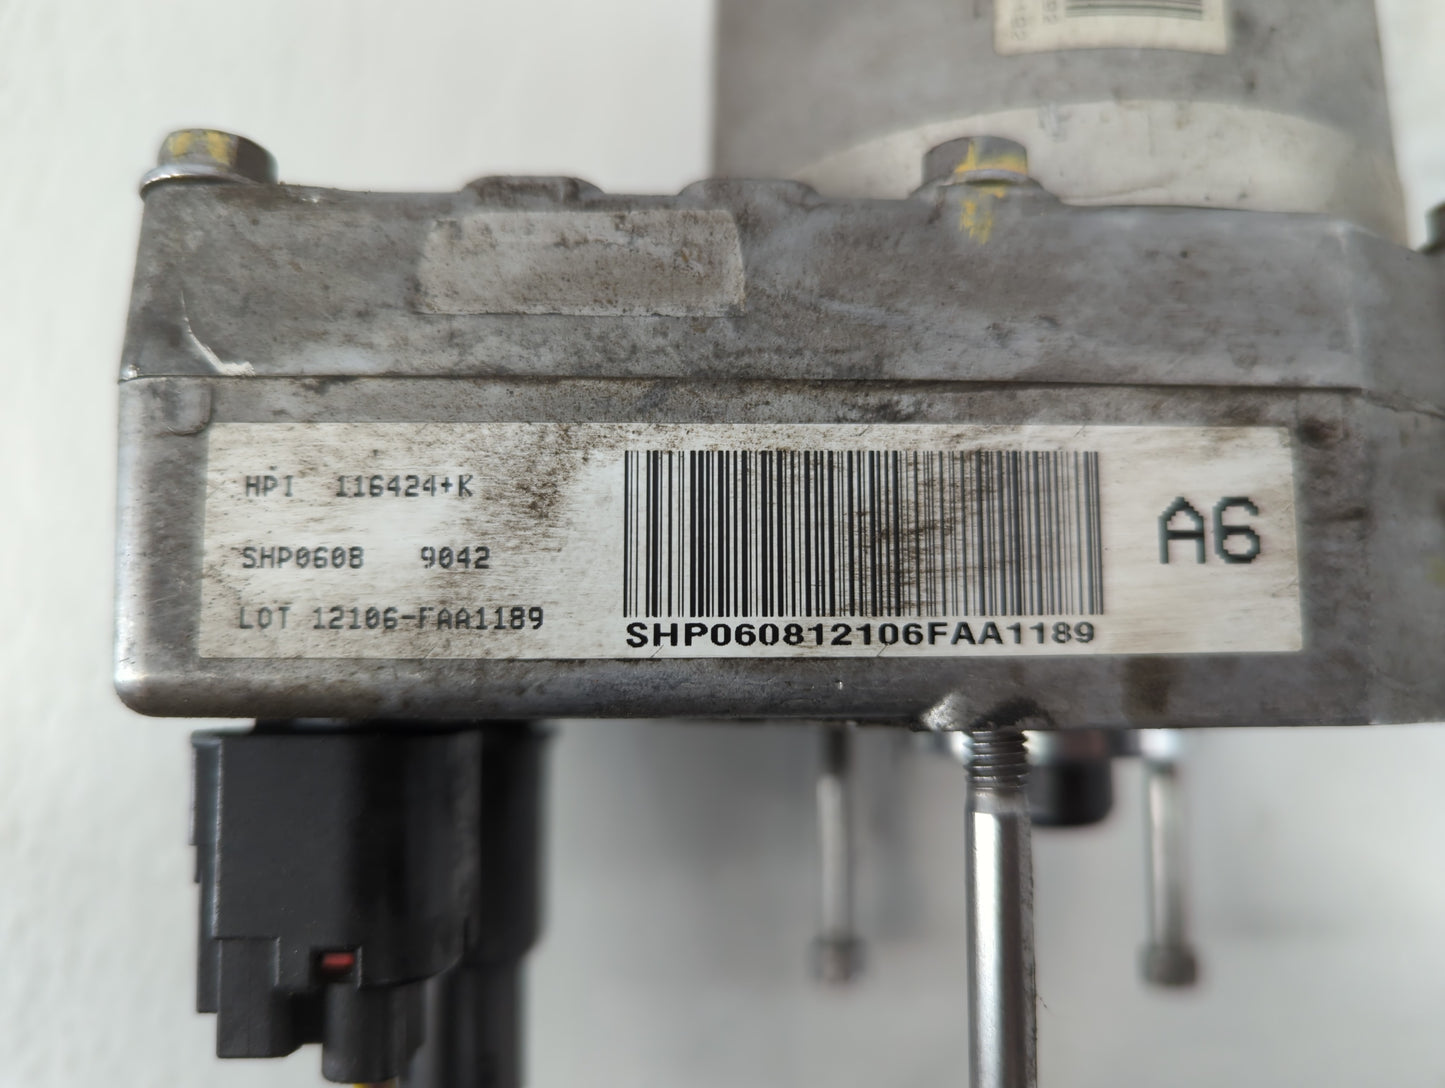 HPI 116424+K
SHP0608 9042
LOT 12106-FAA1189
SHP060812106FAA1189
A6